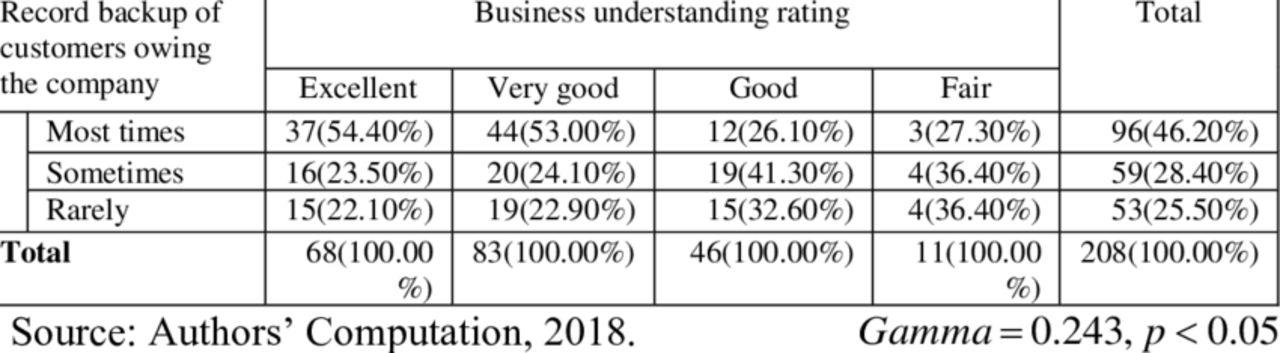 Record backup of customers owing the company Business understanding rating Total
Excellent Very good Good Fair
Most times 37(54.40%) 44(53.00%) 12(26.10%) 3(27.30%) 96(46.20%)
Sometimes 16(23.50%) 20(24.10%) 19(41.30%) 4(36.40%) 59(28.40%)
Rarely 15(22.10%) 19(22.90%) 15(32.60%) 4(36.40%) 53(25.50%)
Total 68(100.00%) 83(100.00%) 46(100.00%) 11(100.00%) 208(100.00%)
Source: Authors’ Computation, 2018. Gamma = 0.243, p < 0.05